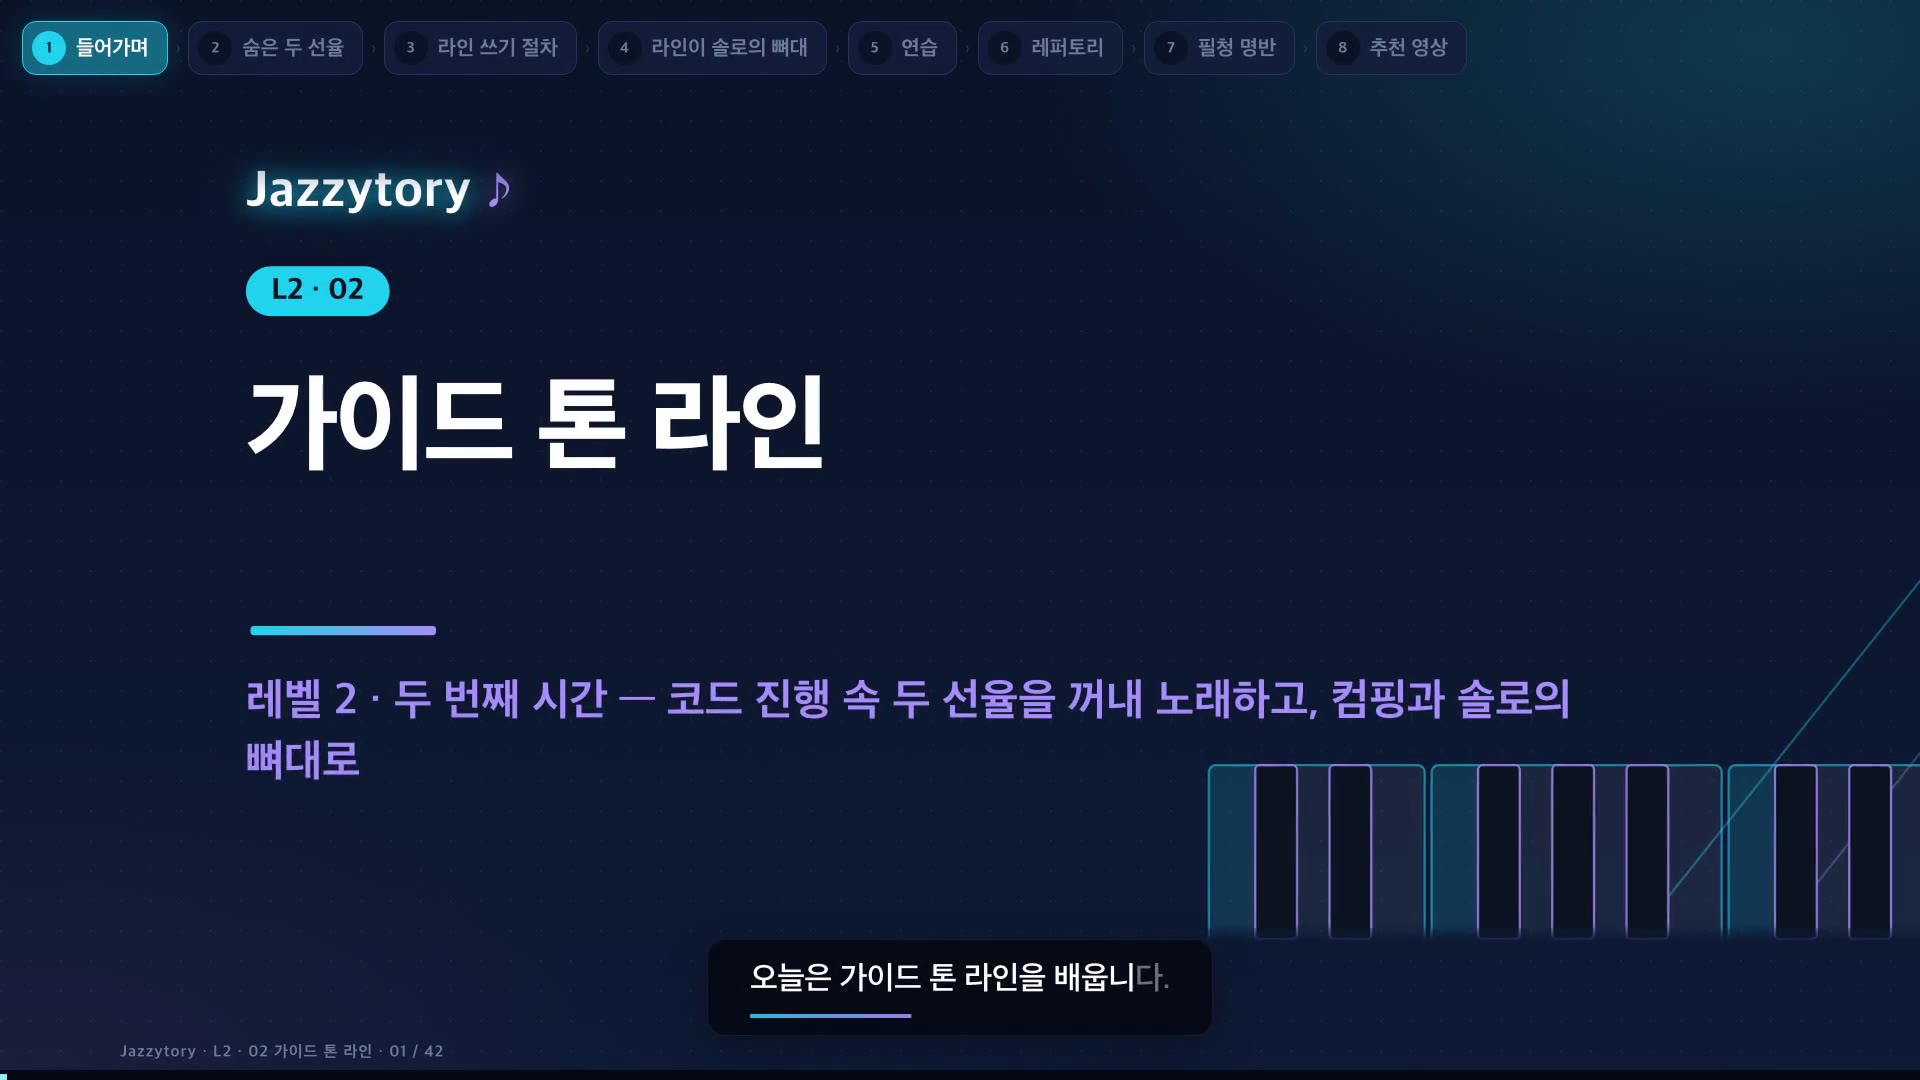 1 들어가며 › 2 숨은 두 선율 › 3 라인 쓰기 절차 › 4 라인이 솔로의 뼈대 › 5 연습 › 6 레퍼토리 › 7 필청 명반 › 8 추천 영상
Jazzytory ♪
L2 · 02
가이드 톤 라인
레벨 2 · 두 번째 시간 — 코드 진행 속 두 선율을 꺼내 노래하고, 컴핑과 솔로의
뼈대로
오늘은 가이드 톤 라인을 배웁니다.
Jazzytory · L2 · 02 가이드 톤 라인 · 01 / 42